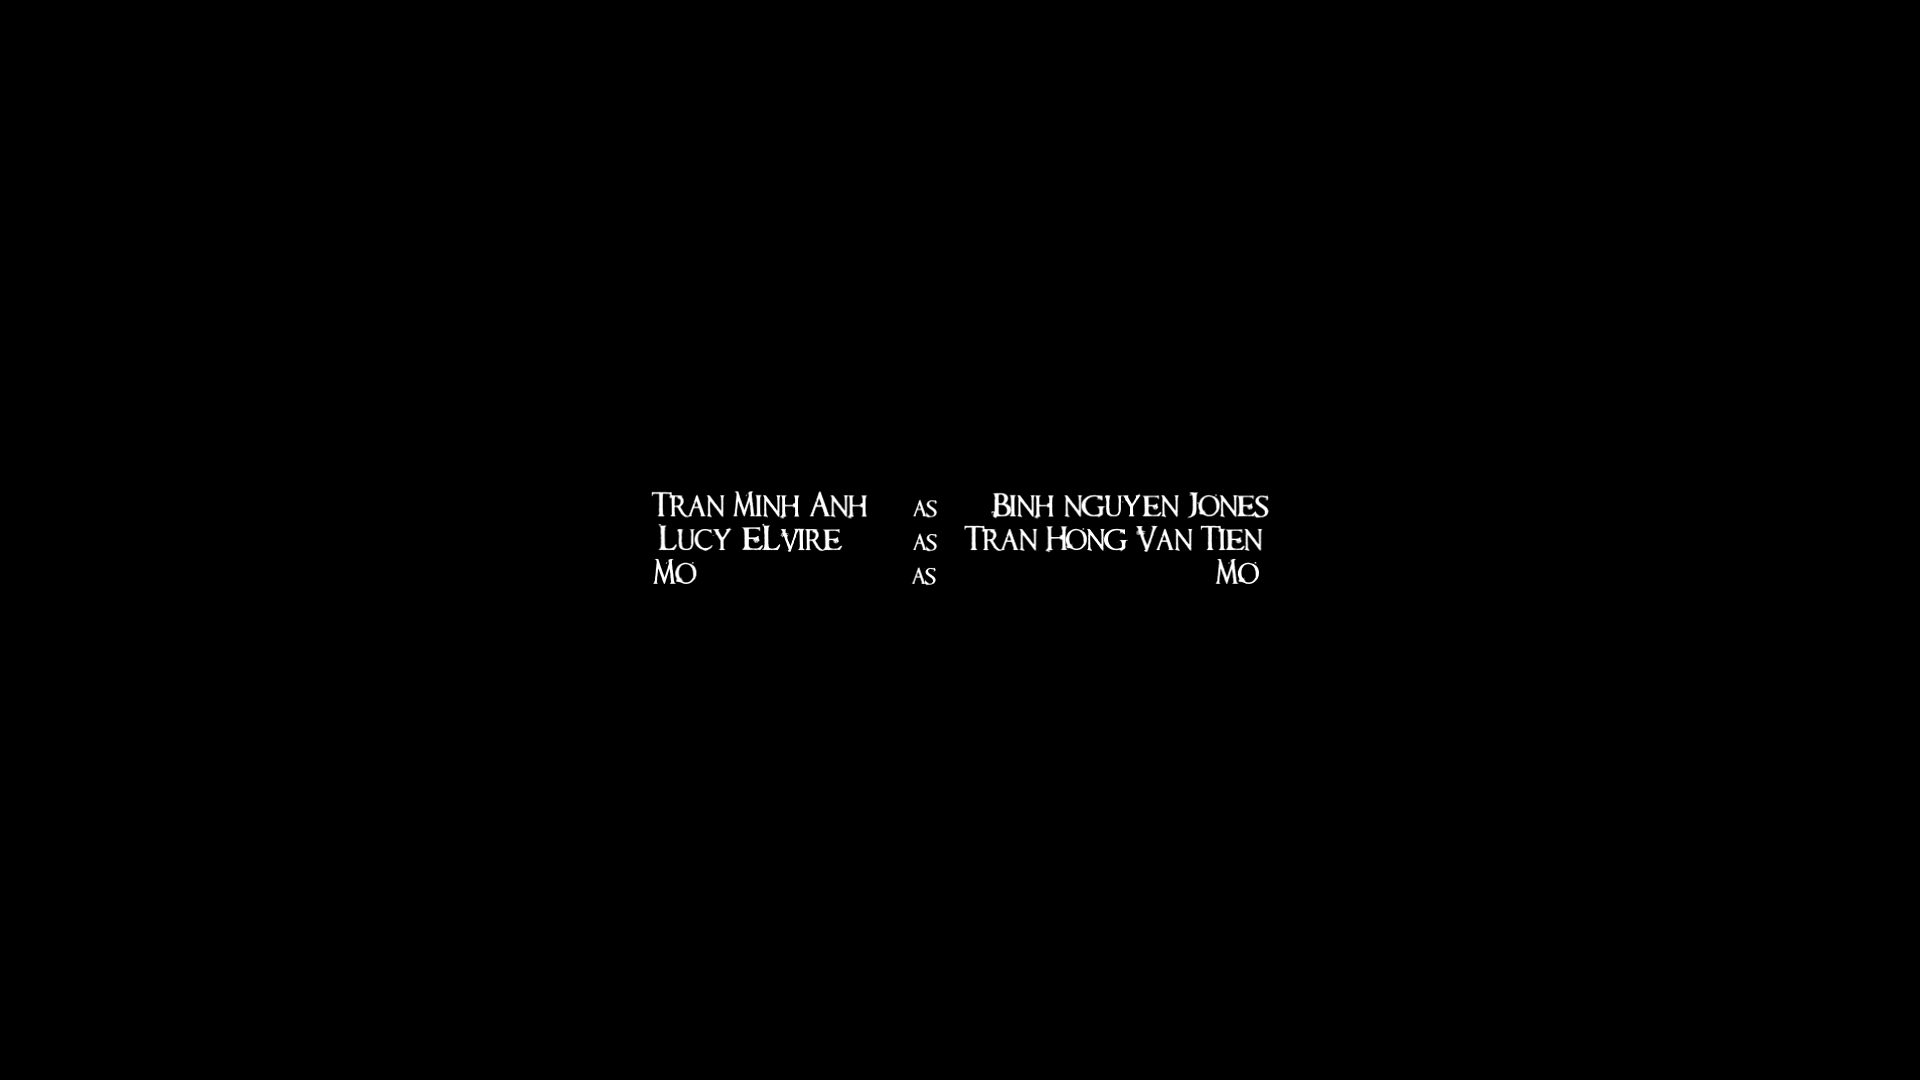 Tran Minh Anh as Binh nguyen Jones
Lucy ELvire as Tran Hong Van Tien
Mo as Mo